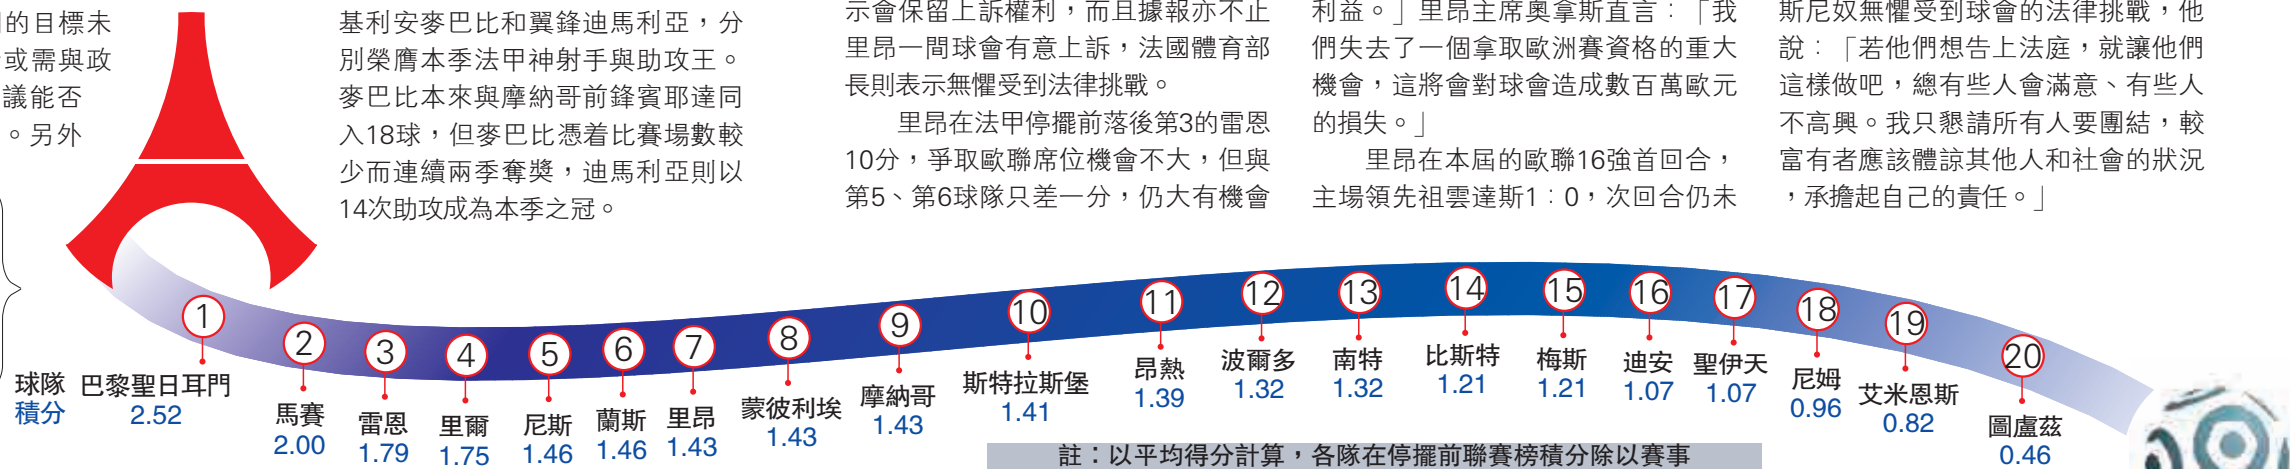 的目標未
或需與政
議能否
。另外
基利安麥巴比和翼鋒迪馬利亞，分
別榮膺本季法甲神射手與助攻王。
麥巴比本來與摩納哥前鋒賓耶達同
入18球，但麥巴比憑着比賽場數較
少而連續兩季奪獎，迪馬利亞則以
14次助攻成為本季之冠。
示會保留上訴權利，而且據報亦不止
里昂一間球會有意上訴，法國體育部
長則表示無懼受到法律挑戰。
里昂在法甲停擺前落後第3的雷恩
10分，爭取歐聯席位機會不大，但與
第5、第6球隊只差一分，仍大有機會
利益。」里昂主席奧拿斯直言：「我
們失去了一個拿取歐洲賽資格的重大
機會，這將會對球會造成數百萬歐元
的損失。」
里昂在本屆的歐聯16強首回合，
主場領先祖雲達斯1：0，次回合仍未
斯尼奴無懼受到球會的法律挑戰，他
說：「若他們想告上法庭，就讓他們
這樣做吧，總有些人會滿意、有些人
不高興。我只懇請所有人要團結，較
富有者應該體諒其他人和社會的狀況
，承擔起自己的責任。」
球隊
積分
1
巴黎聖日耳門
2.52
2
馬賽
2.00
3
雷恩
1.79
4
里爾
1.75
5
尼斯
1.46
6
蘭斯
1.46
7
里昂
1.43
8
蒙彼利埃
1.43
9
摩納哥
1.43
10
斯特拉斯堡
1.41
11
昂熱
1.39
12
波爾多
1.32
13
南特
1.32
14
比斯特
1.21
15
梅斯
1.21
16
迪安
1.07
17
聖伊天
1.07
18
尼姆
0.96
19
艾米恩斯
0.82
20
圖盧茲
0.46
註：以平均得分計算，各隊在停擺前聯賽榜積分除以賽事